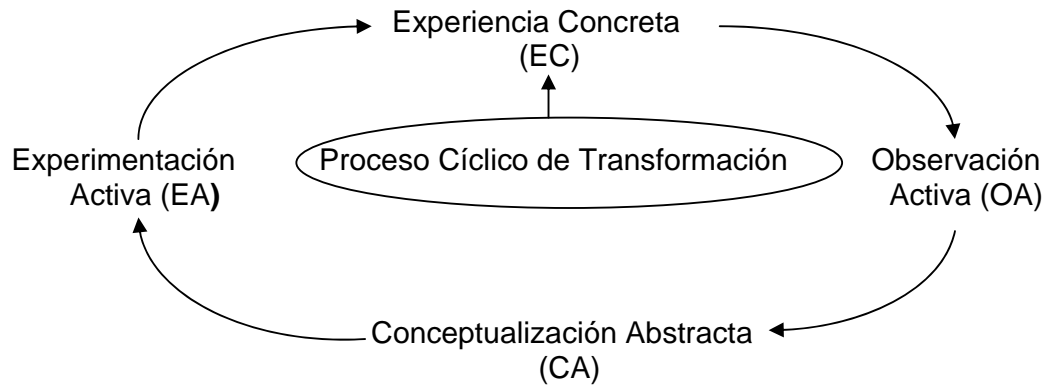 Experiencia Concreta
(EC)
Experimentación
Activa (EA)
Proceso Cíclico de Transformación
Observación
Activa (OA)
Conceptualización Abstracta
(CA)